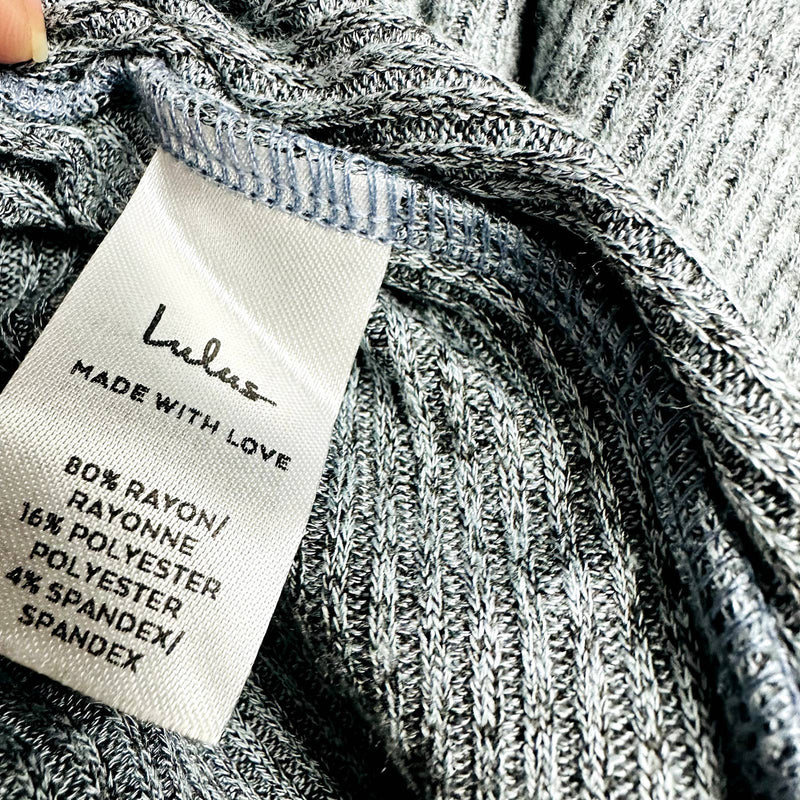 Lulus
MADE WITH LOVE
80% RAYON/
RAYONNE
16% POLYESTER
POLYESTER
4% SPANDEX/
SPANDEX